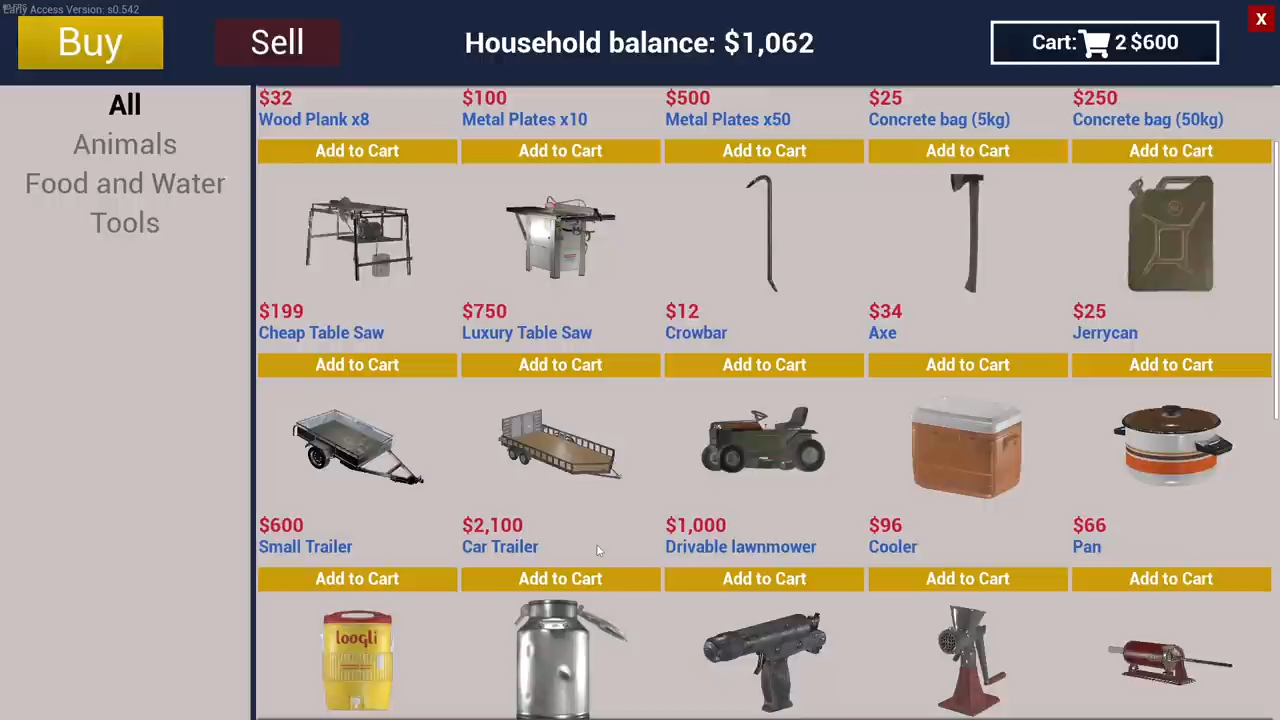 Early Access Version: s0.542
Buy
Sell
Household balance: $1,062
Cart: 2 $600
X
All
Animals
Food and Water
Tools
$32
Wood Plank x8
Add to Cart
$100
Metal Plates x10
Add to Cart
$500
Metal Plates x50
Add to Cart
$25
Concrete bag (5kg)
Add to Cart
$250
Concrete bag (50kg)
Add to Cart
$199
Cheap Table Saw
Add to Cart
$750
Luxury Table Saw
Add to Cart
$12
Crowbar
Add to Cart
$34
Axe
Add to Cart
$25
Jerrycan
Add to Cart
$600
Small Trailer
Add to Cart
$2,100
Car Trailer
Add to Cart
$1,000
Drivable lawnmower
Add to Cart
$96
Cooler
Add to Cart
$66
Pan
Add to Cart
loogli